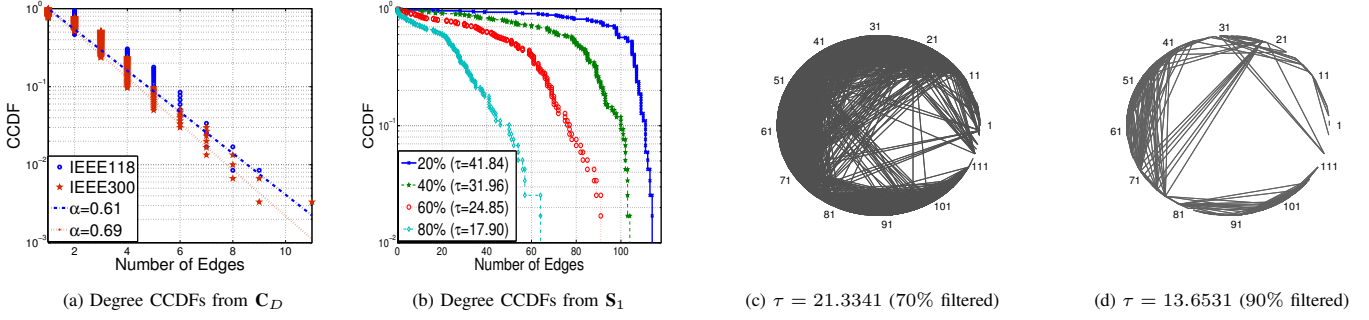 10^0
10^-1
10^-2
10^-3
CCDF
IEEE118
IEEE300
α=0.61
α=0.69
2 4 6 8 10
Number of Edges
(a) Degree CCDFs from C_D
10^0
10^-1
10^-2
CCDF
20% (τ=41.84)
40% (τ=31.96)
60% (τ=24.85)
80% (τ=17.90)
0 20 40 60 80 100
Number of Edges
(b) Degree CCDFs from S_1
31
41
21
51
11
61
1
71
111
81
101
91
(c) τ = 21.3341 (70% filtered)
31
41
21
51
11
61
1
71
111
81
101
91
(d) τ = 13.6531 (90% filtered)